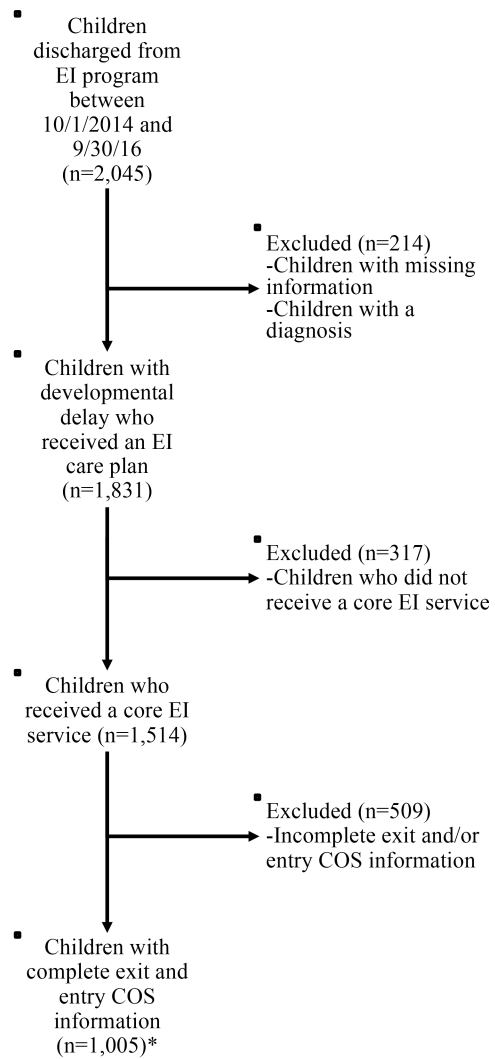 Children
discharged from
EI program
between
10/1/2014 and
9/30/16
(n=2,045)
Excluded (n=214)
-Children with missing
information
-Children with a
diagnosis
Children with
developmental
delay who
received an EI
care plan
(n=1,831)
Excluded (n=317)
-Children who did not
receive a core EI service
Children who
received a core EI
service (n=1,514)
Excluded (n=509)
-Incomplete exit and/or
entry COS information
Children with
complete exit and
entry COS
information
(n=1,005)*